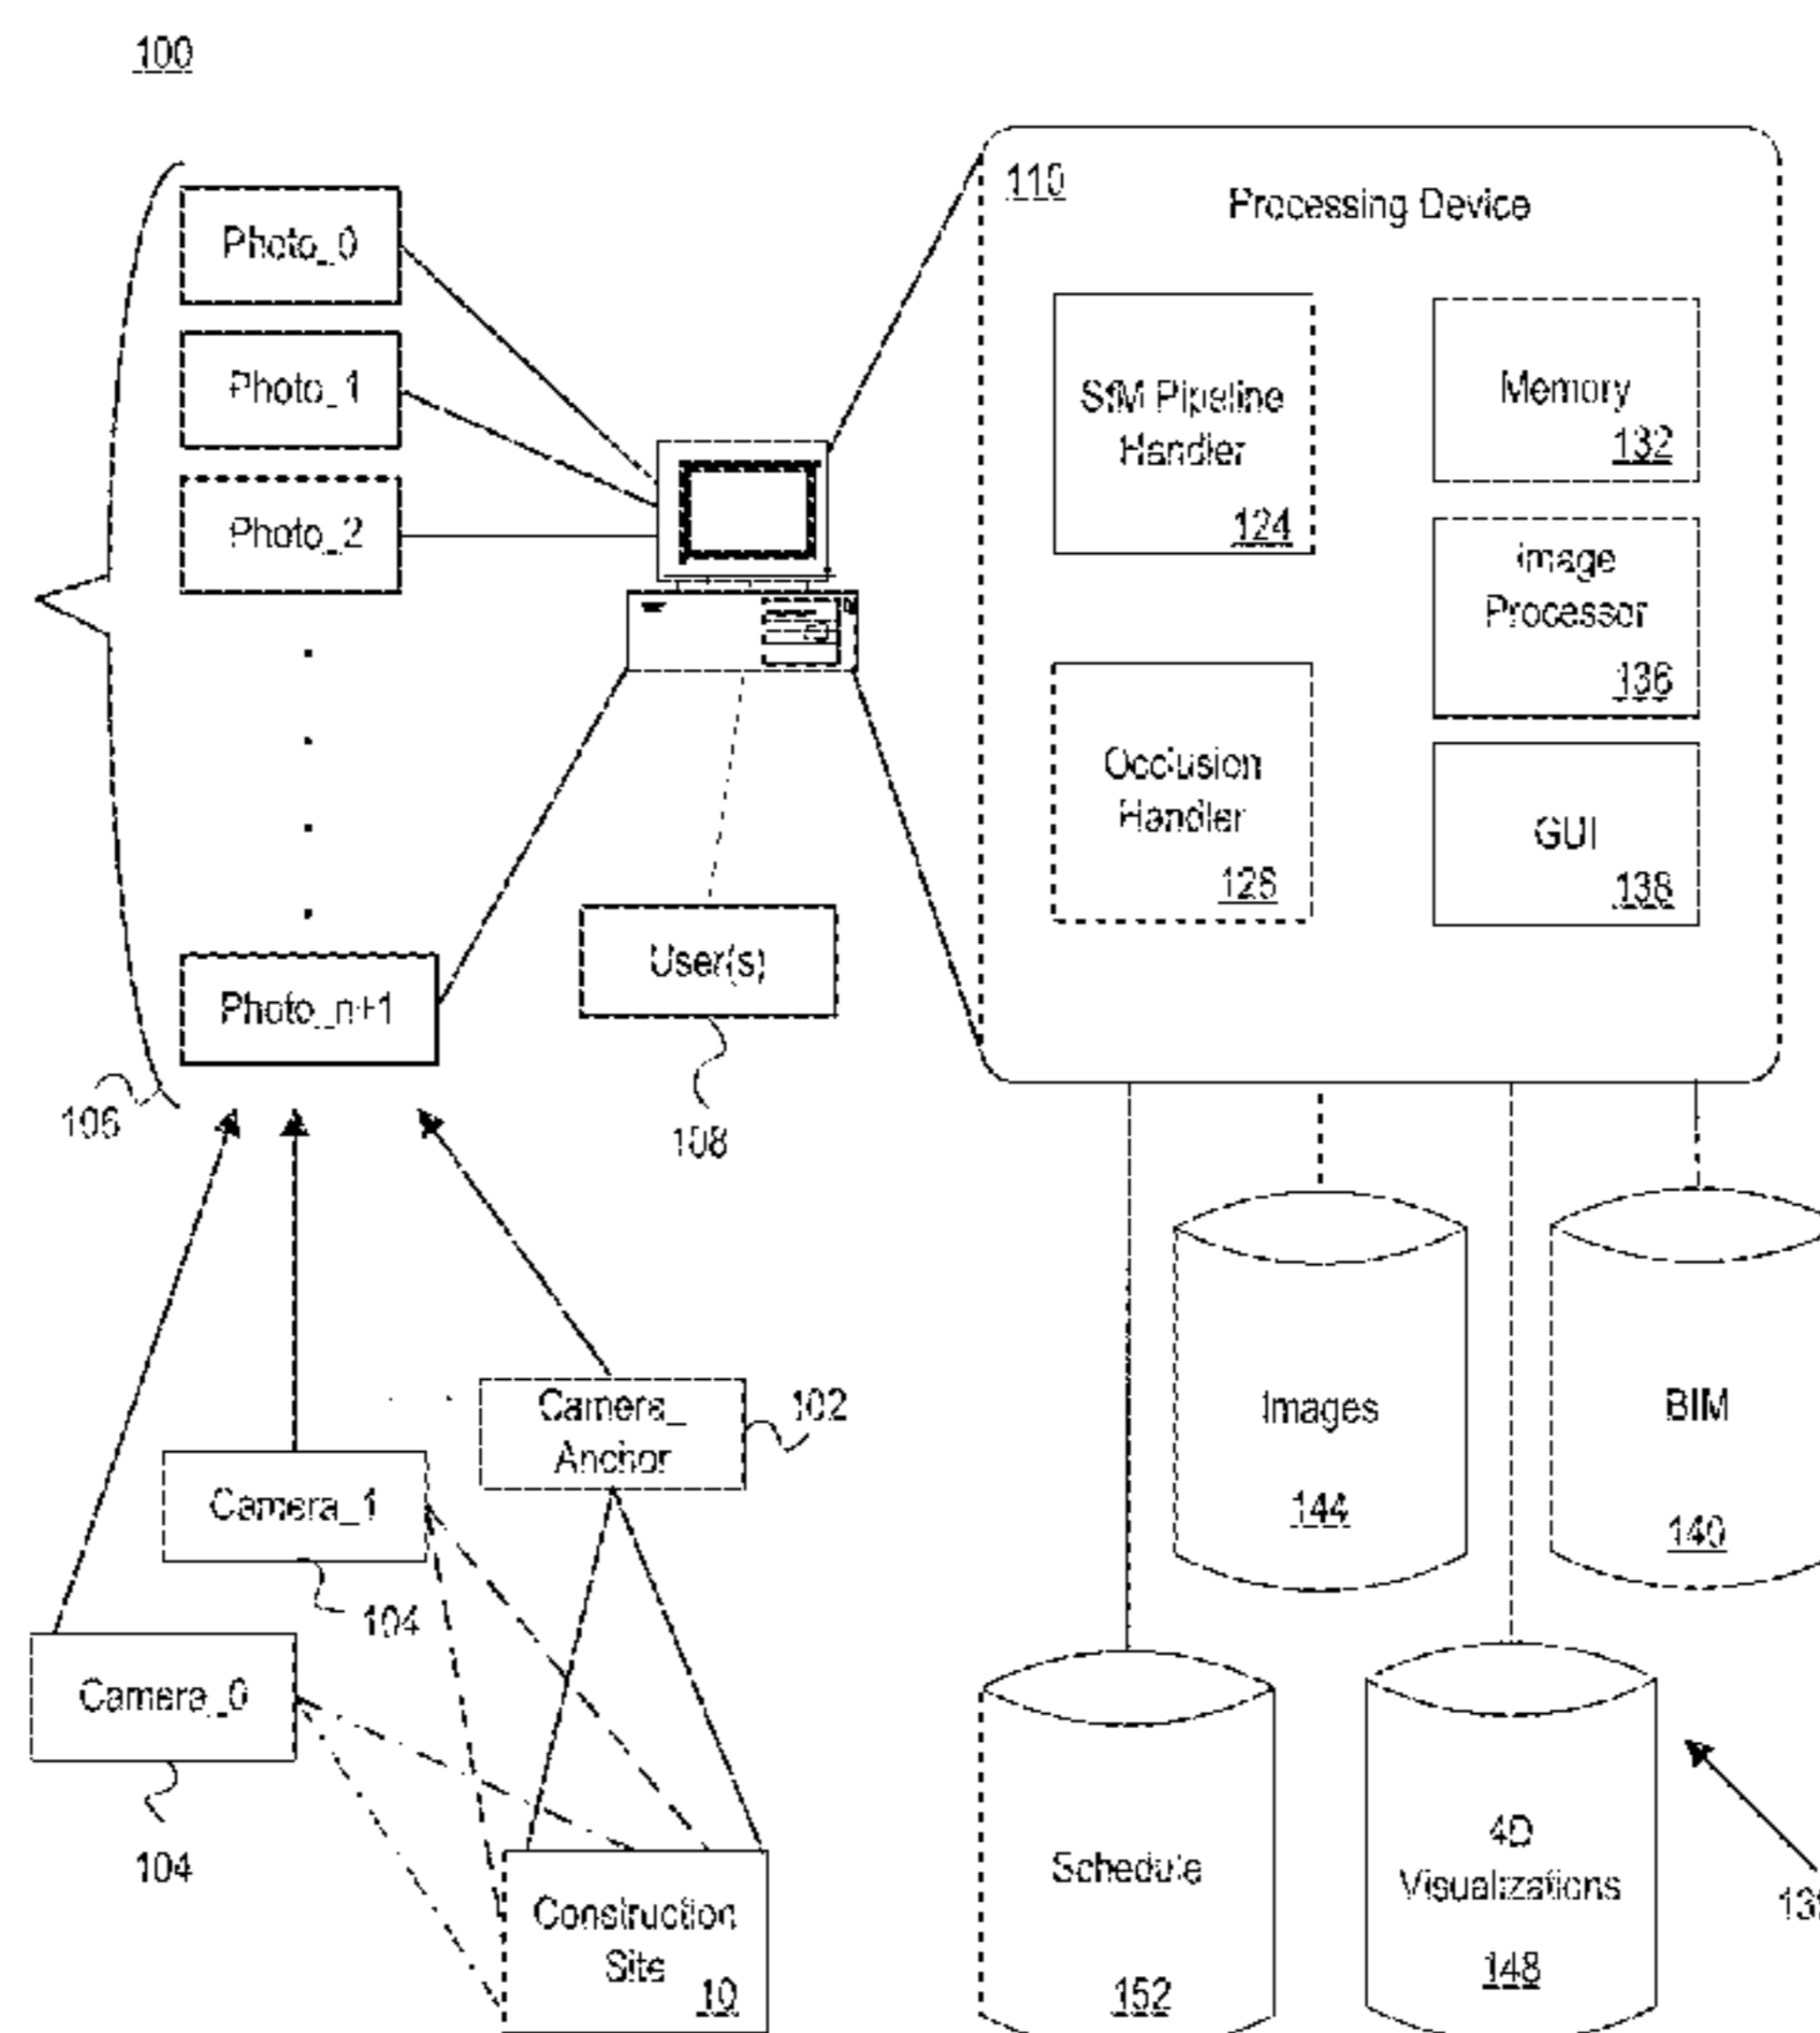 100
Photo_0
Photo_1
Photo_2
Photo_n+1
106
User(s)
108
110
Processing Device
SfM Pipeline
Handler
124
Memory
132
Image
Processor
136
Occlusion
Handler
128
GUI
138
Camera_
Anchor
102
Camera_1
104
Camera_0
104
Construction
Site
10
Images
144
BIM
140
Schedule
152
4D
Visualizations
148